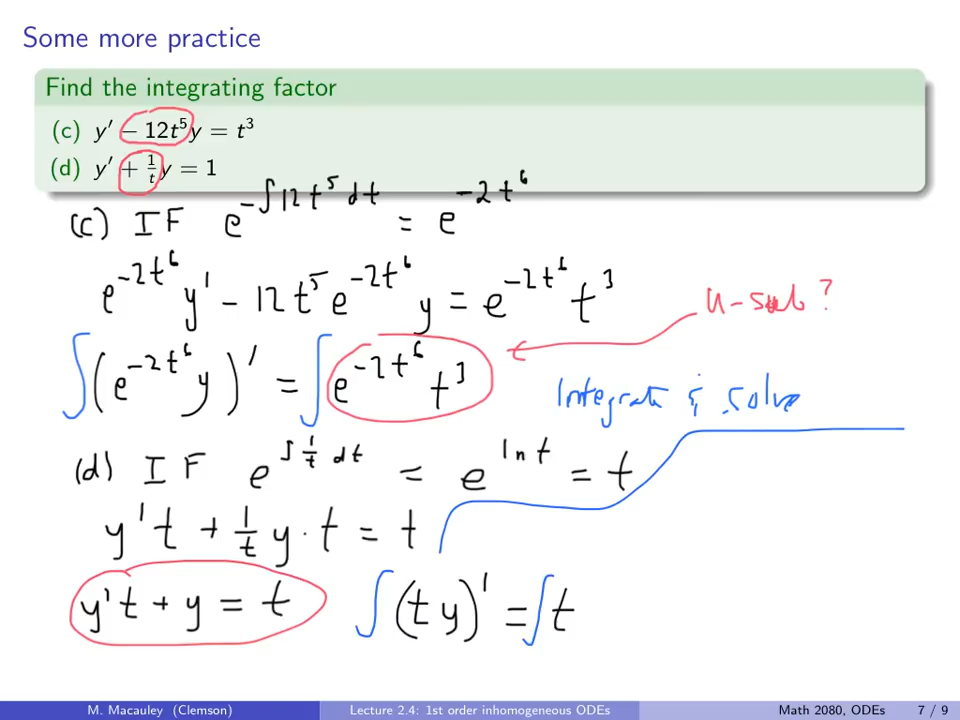 Some more practice
Find the integrating factor
(c) y′ − 12t⁵y = t³
(d) y′ + 1/t y = 1
(c) IF e^{-∫12t⁵ dt} = e^{-2t⁶}
e^{-2t⁶} y' - 12t⁵ e^{-2t⁶} y = e^{-2t⁶} t³
u-sub?
∫(e^{-2t⁶} y)' = ∫e^{-2t⁶} t³
Integrate & solve
(d) IF e^{∫1/t dt} = e^{ln t} = t
y't + 1/t y · t = t
y't + y = t ∫(ty)' = ∫t
M. Macauley (Clemson) Lecture 2.4: 1st order inhomogeneous ODEs Math 2080, ODEs 7 / 9